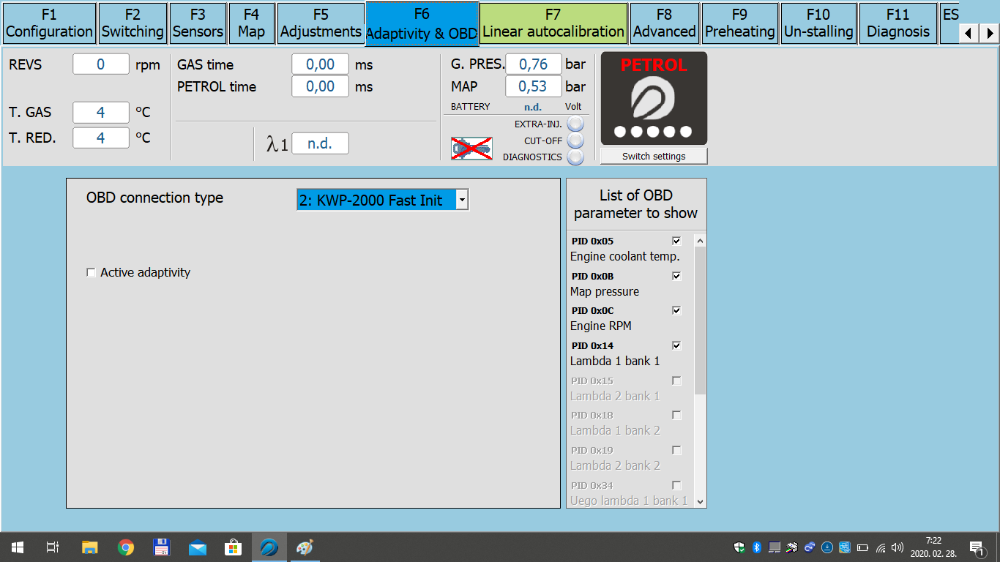 F1 F2 F3 F4 F5 F6 F7 F8 F9 F10 F11 ES
Configuration Switching Sensors Map Adjustments Adaptivity & OBD Linear autocalibration Advanced Preheating Un-stalling Diagnosis
REVS 0 rpm
T. GAS 4 °C
T. RED. 4 °C
GAS time 0,00 ms
PETROL time 0,00 ms
λ1 n.d.
G. PRES. 0,76 bar
MAP 0,53 bar
BATTERY n.d. Volt
EXTRA-INJ.
CUT-OFF
DIAGNOSTICS
PETROL
Switch settings
OBD connection type 2: KWP-2000 Fast Init
Active adaptivity
List of OBD
parameter to show
PID 0x05
Engine coolant temp.
PID 0x0B
Map pressure
PID 0x0C
Engine RPM
PID 0x14
Lambda 1 bank 1
PID 0x15
Lambda 2 bank 1
PID 0x18
Lambda 1 bank 2
PID 0x19
Lambda 2 bank 2
PID 0x34
Uego lambda 1 bank 1
7:22
2020. 02. 28.
1